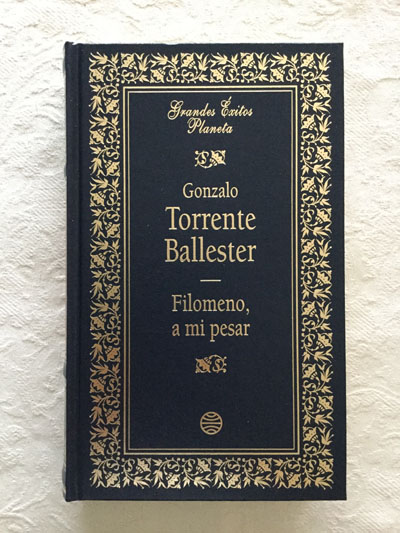 Grandes Éxitos
Planeta
Gonzalo
Torrente
Ballester
Filomeno,
a mi pesar